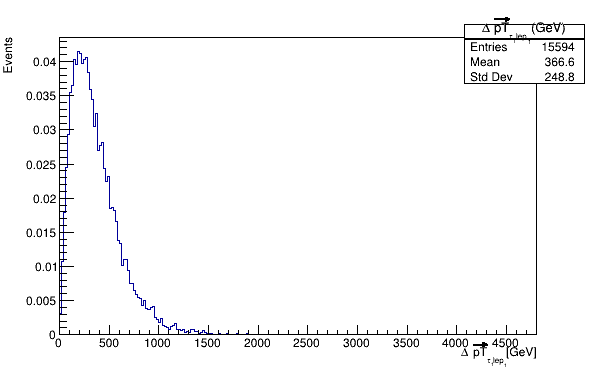 Δ pT τ₁lep₁ (GeV)
Entries 15594
Mean 366.6
Std Dev 248.8
Events
0.04
0.035
0.03
0.025
0.02
0.015
0.01
0.005
0
0 500 1000 1500 2000 2500 3000 3500 4000 4500
Δ pT τ₁lep₁ [GeV]